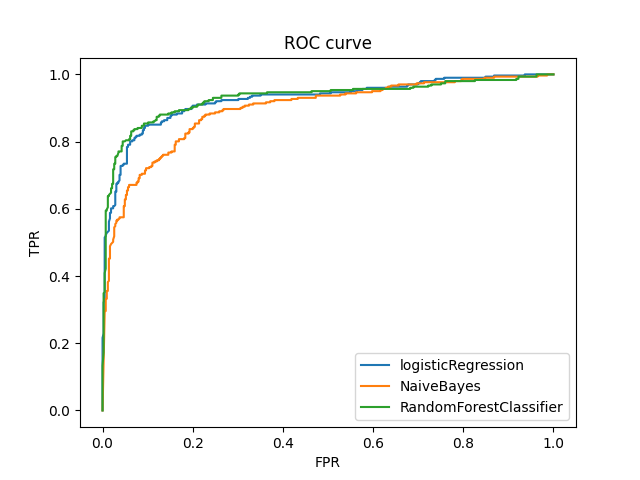 ROC curve
TPR
1.0
0.8
0.6
0.4
0.2
0.0
logisticRegression
NaiveBayes
RandomForestClassifier
0.0 0.2 0.4 0.6 0.8 1.0
FPR